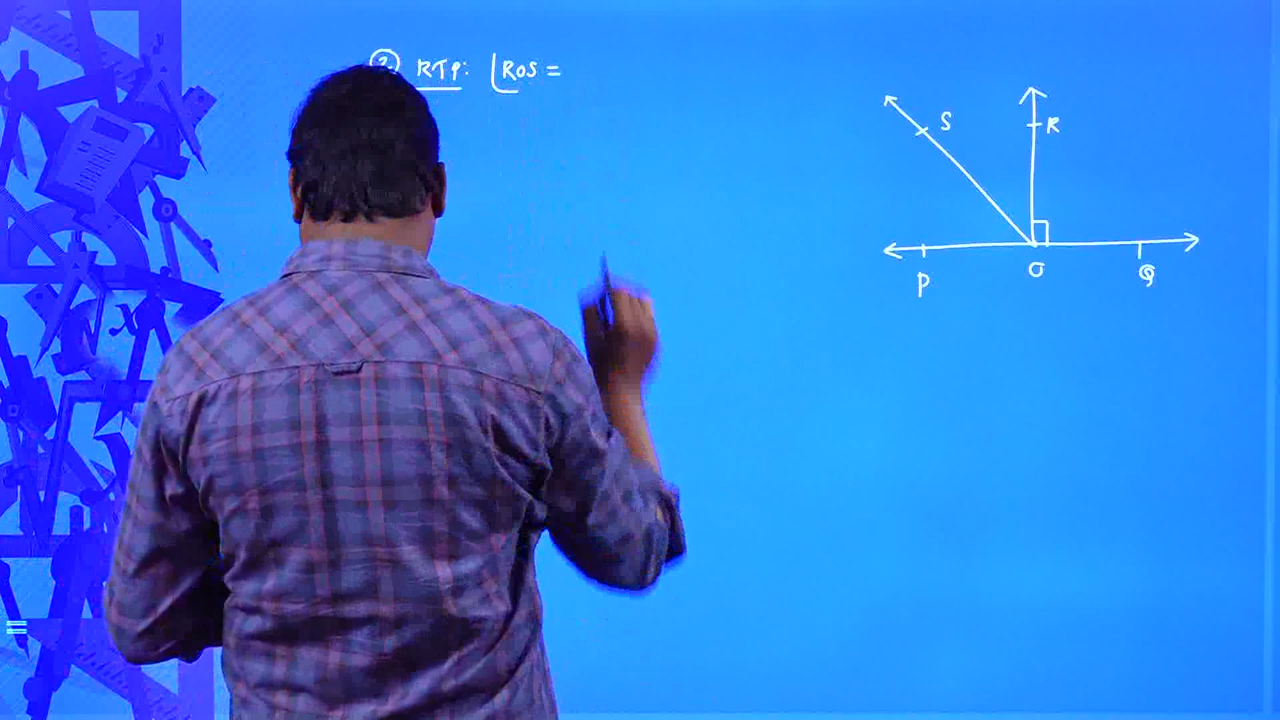 ② RTP: ⌊ROS =
S
R
P
O
Q